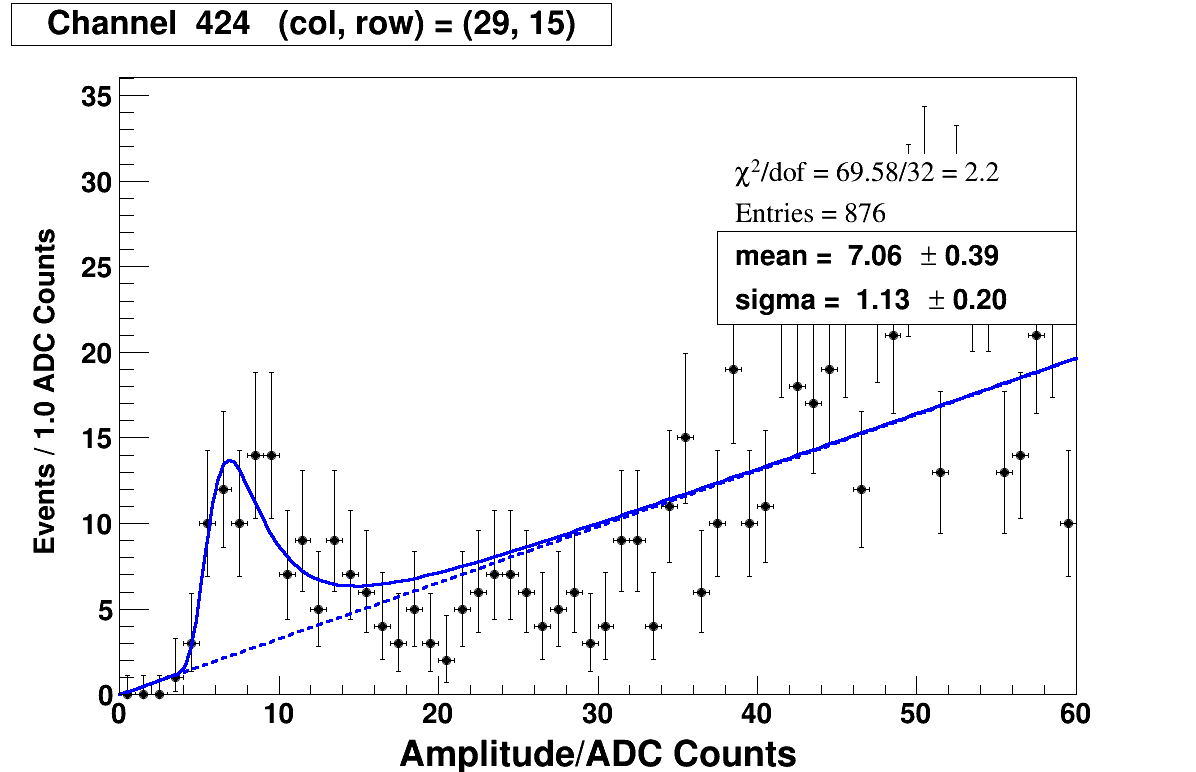 Channel 424 (col, row) = (29, 15)
35
30
25
20
15
10
5
0
Events / 1.0 ADC Counts
χ²/dof = 69.58/32 = 2.2
Entries = 876
mean = 7.06 ± 0.39
sigma = 1.13 ± 0.20
0 10 20 30 40 50 60
Amplitude/ADC Counts